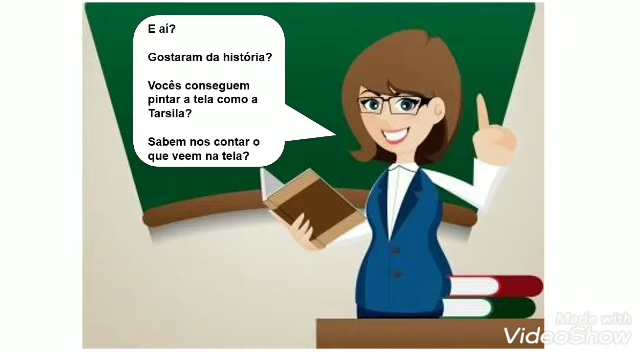 E aí?
Gostaram da história?
Vocês conseguem
pintar a tela como a
Tarsila?
Sabem nos contar o
que veem na tela?
Made with
VideoShow